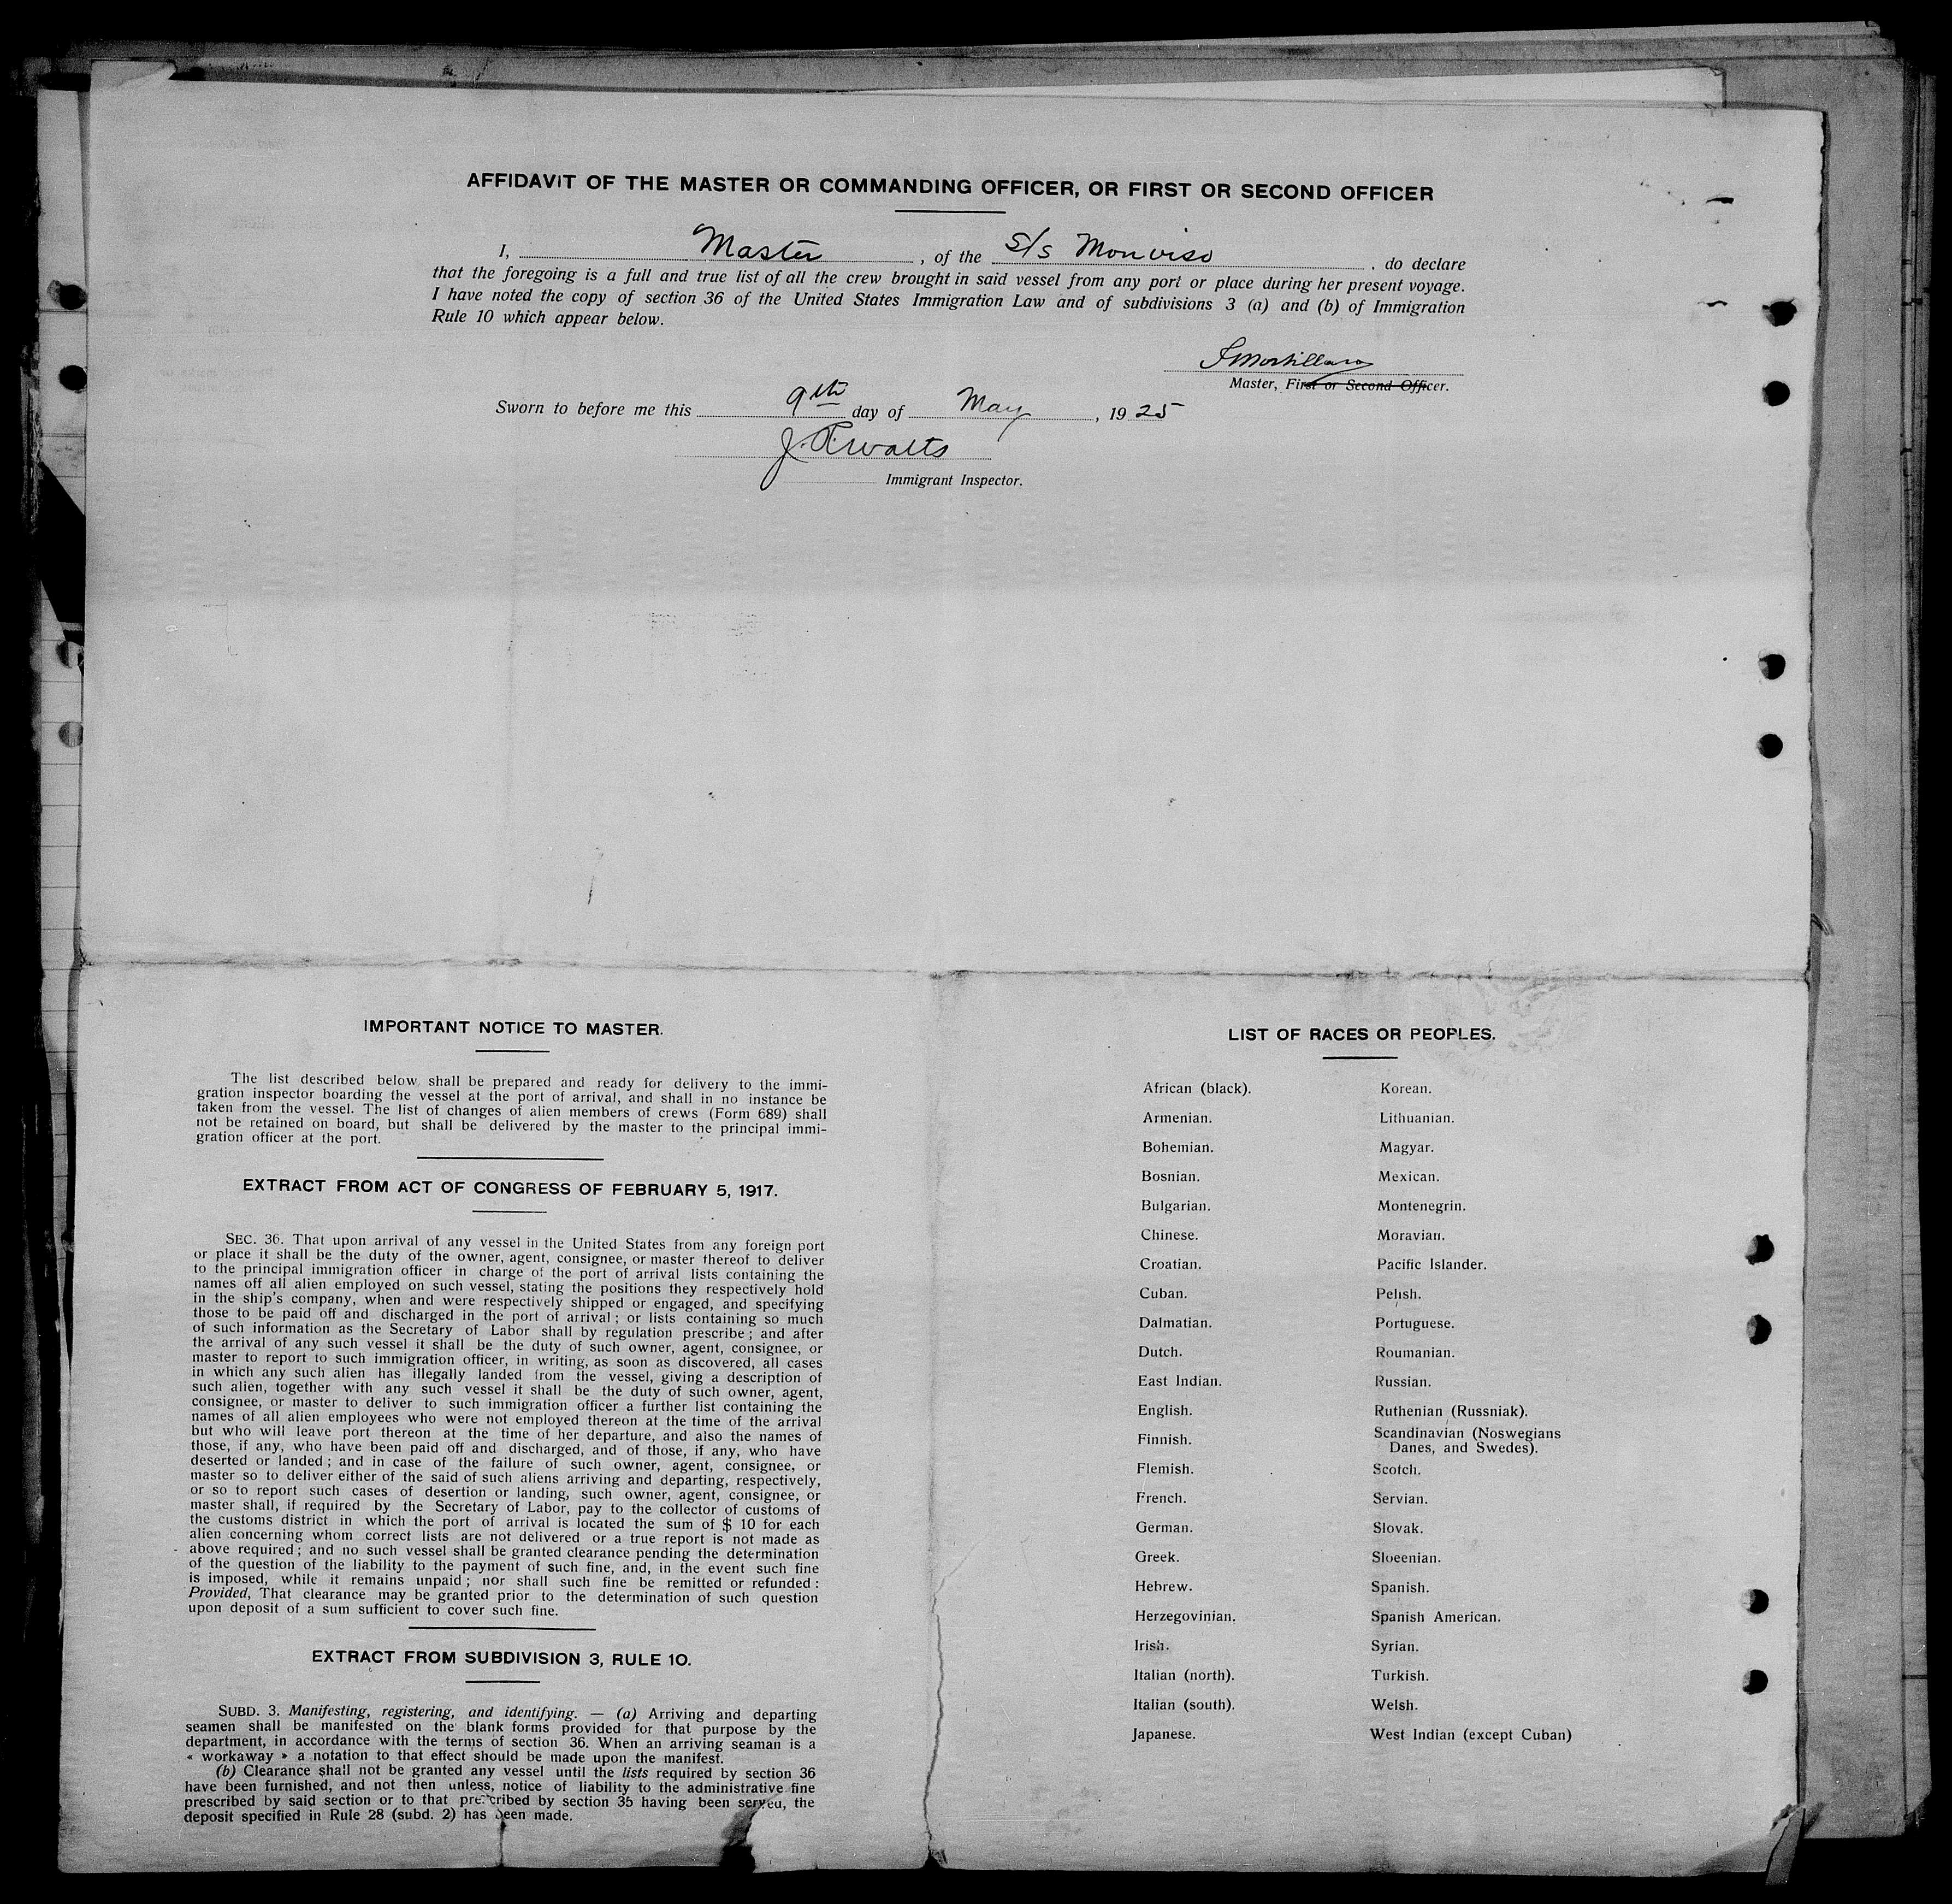 AFFIDAVIT OF THE MASTER OR COMMANDING OFFICER, OR FIRST OR SECOND OFFICER
I, Master, of the S/S Monviso, do declare
that the foregoing is a full and true list of all the crew brought in said vessel from any port or place during her present voyage.
I have noted the copy of section 36 of the United States Immigration Law and of subdivisions 3 (a) and (b) of Immigration
Rule 10 which appear below.
Master, First or Second Officer.
Sworn to before me this 9th day of May, 1925
Immigrant Inspector.
IMPORTANT NOTICE TO MASTER.
The list described below shall be prepared and ready for delivery to the immi-
gration inspector boarding the vessel at the port of arrival, and shall in no instance be
taken from the vessel. The list of changes of alien members of crews (Form 689) shall
not be retained on board, but shall be delivered by the master to the principal immi-
gration officer at the port.
EXTRACT FROM ACT OF CONGRESS OF FEBRUARY 5, 1917.
SEC. 36. That upon arrival of any vessel in the United States from any foreign port
or place it shall be the duty of the owner, agent, consignee, or master thereof to deliver
to the principal immigration officer in charge of the port of arrival lists containing the
names off all alien employed on such vessel, stating the positions they respectively hold
in the ship's company, when and were respectively shipped or engaged, and specifying
those to be paid off and discharged in the port of arrival; or lists containing so much
of such information as the Secretary of Labor shall by regulation prescribe; and after
the arrival of any such vessel it shall be the duty of such owner, agent, consignee, or
master to report to such immigration officer, in writing, as soon as discovered, all cases
in which any such alien has illegally landed from the vessel, giving a description of
such alien, together with any such vessel it shall be the duty of such owner, agent,
consignee, or master to deliver to such immigration officer a further list containing the
names of all alien employees who were not employed thereon at the time of the arrival
but who will leave port thereon at the time of her departure, and also the names of
those, if any, who have been paid off and discharged, and of those, if any, who have
deserted or landed; and in case of the failure of such owner, agent, consignee, or
master so to deliver either of the said of such aliens arriving and departing, respectively,
or so to report such cases of desertion or landing, such owner, agent, consignee, or
master shall, if required by the Secretary of Labor, pay to the collector of customs of
the customs district in which the port of arrival is located the sum of $ 10 for each
alien concerning whom correct lists are not delivered or a true report is not made as
above required; and no such vessel shall be granted clearance pending the determination
of the question of the liability to the payment of such fine, and, in the event such fine
is imposed, while it remains unpaid; nor shall such fine be remitted or refunded:
Provided, That clearance may be granted prior to the determination of such question
upon deposit of a sum sufficient to cover such fine.
EXTRACT FROM SUBDIVISION 3, RULE 10.
SUBD. 3. Manifesting, registering, and identifying. — (a) Arriving and departing
seamen shall be manifested on the blank forms provided for that purpose by the
department, in accordance with the terms of section 36. When an arriving seaman is a
« workaway » a notation to that effect should be made upon the manifest.
(b) Clearance shall not be granted any vessel until the lists required by section 36
have been furnished, and not then unless, notice of liability to the administrative fine
prescribed by said section or to that prescribed by section 35 having been served, the
deposit specified in Rule 28 (subd. 2) has been made.
LIST OF RACES OR PEOPLES.
African (black).
Armenian.
Bohemian.
Bosnian.
Bulgarian.
Chinese.
Croatian.
Cuban.
Dalmatian.
Dutch.
East Indian.
English.
Finnish.
Flemish.
French.
German.
Greek.
Hebrew.
Herzegovinian.
Irish.
Italian (north).
Italian (south).
Japanese.
Korean.
Lithuanian.
Magyar.
Mexican.
Montenegrin.
Moravian.
Pacific Islander.
Pelish.
Portuguese.
Roumanian.
Russian.
Ruthenian (Russniak).
Scandinavian (Noswegians
Danes, and Swedes).
Scotch.
Servian.
Slovak.
Sloeenian.
Spanish.
Spanish American.
Syrian.
Turkish.
Welsh.
West Indian (except Cuban)